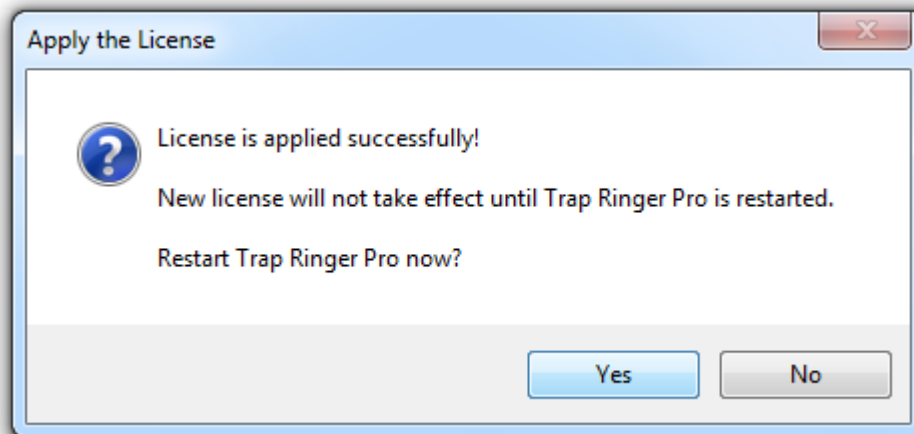 Apply the License
License is applied successfully!
New license will not take effect until Trap Ringer Pro is restarted.
Restart Trap Ringer Pro now?
Yes
No